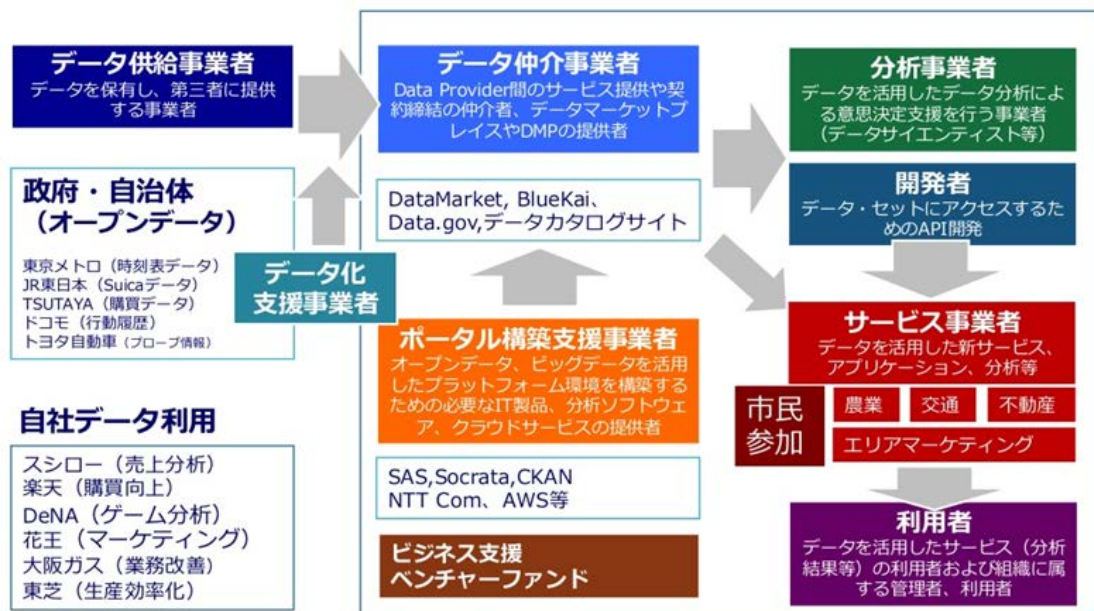 データ供給事業者
データを保有し、第三者に提供
する事業者
政府・自治体
（オープンデータ）
東京メトロ（時刻表データ）
JR東日本（Suicaデータ）
TSUTAYA（購買データ）
ドコモ（行動履歴）
トヨタ自動車（プローブ情報）
データ化
支援事業者
自社データ利用
スシロー（売上分析）
楽天（購買向上）
DeNA（ゲーム分析）
花王（マーケティング）
大阪ガス（業務改善）
東芝（生産効率化）
データ仲介事業者
Data Provider間のサービス提供や契
約締結の仲介者、データマーケットプ
レイスやDMPの提供者
DataMarket, BlueKai、
Data.gov,データカタログサイト
ポータル構築支援事業者
オープンデータ、ビッグデータを活用
したプラットフォーム環境を構築する
ための必要なIT製品、分析ソフトウェ
ア、クラウドサービスの提供者
SAS,Socrata,CKAN
NTT Com、AWS等
ビジネス支援
ベンチャーファンド
分析事業者
データを活用したデータ分析によ
る意思決定支援を行う事業者
（データサイエンティスト等）
開発者
データ・セットにアクセスするた
めのAPI開発
サービス事業者
データを活用した新サービス、
アプリケーション、分析等
市民
参加
農業
交通
不動産
エリアマーケティング
利用者
データを活用したサービス（分析
結果等）の利用者および組織に属
する管理者、利用者